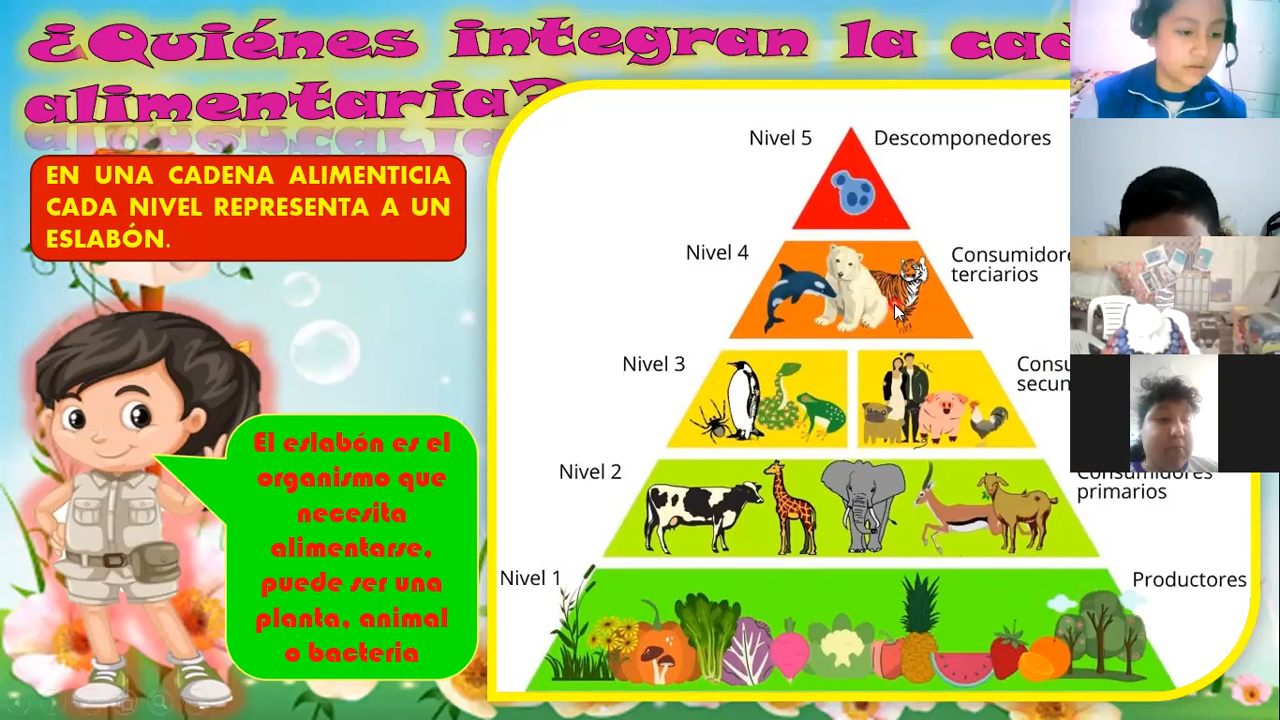 ¿Quiénes integran la cad
alimentaria?
EN UNA CADENA ALIMENTICIA
CADA NIVEL REPRESENTA A UN
ESLABÓN.
El eslabón es el
organismo que
necesita
alimentarse,
puede ser una
planta, animal
o bacteria
Nivel 5
Descomponedores
Nivel 4
Consumidore
terciarios
Nivel 3
Consu
secun
Nivel 2
Consumidores
primarios
Nivel 1
Productores